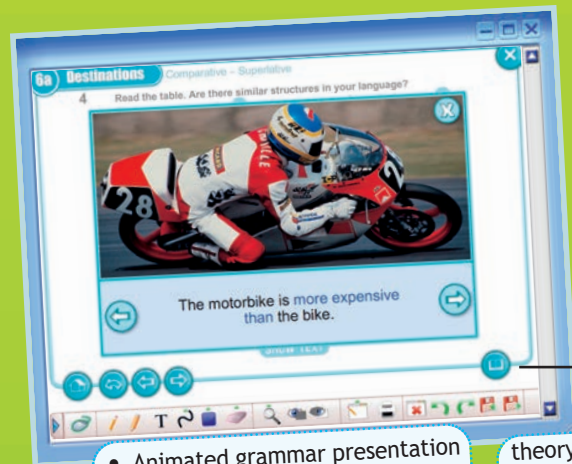 6a) Destinations Comparative – Superlative
4 Read the table. Are there similar structures in your language?
28
The motorbike is more expensive
than the bike.
SHOW TEXT
T
• Animated grammar presentation
theory